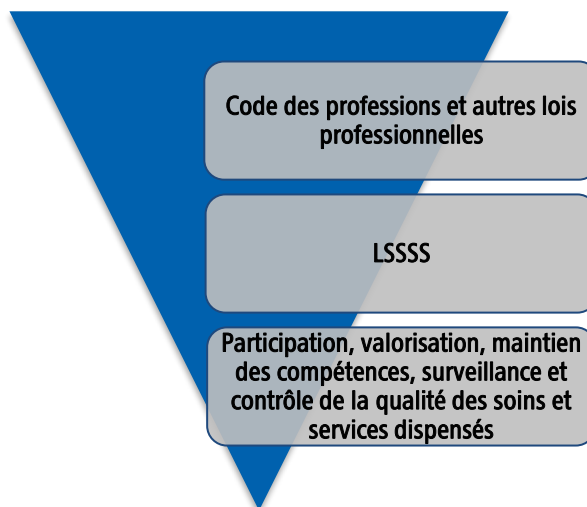 Code des professions et autres lois
professionnelles
LSSSS
Participation, valorisation, maintien
des compétences, surveillance et
contrôle de la qualité des soins et
services dispensés